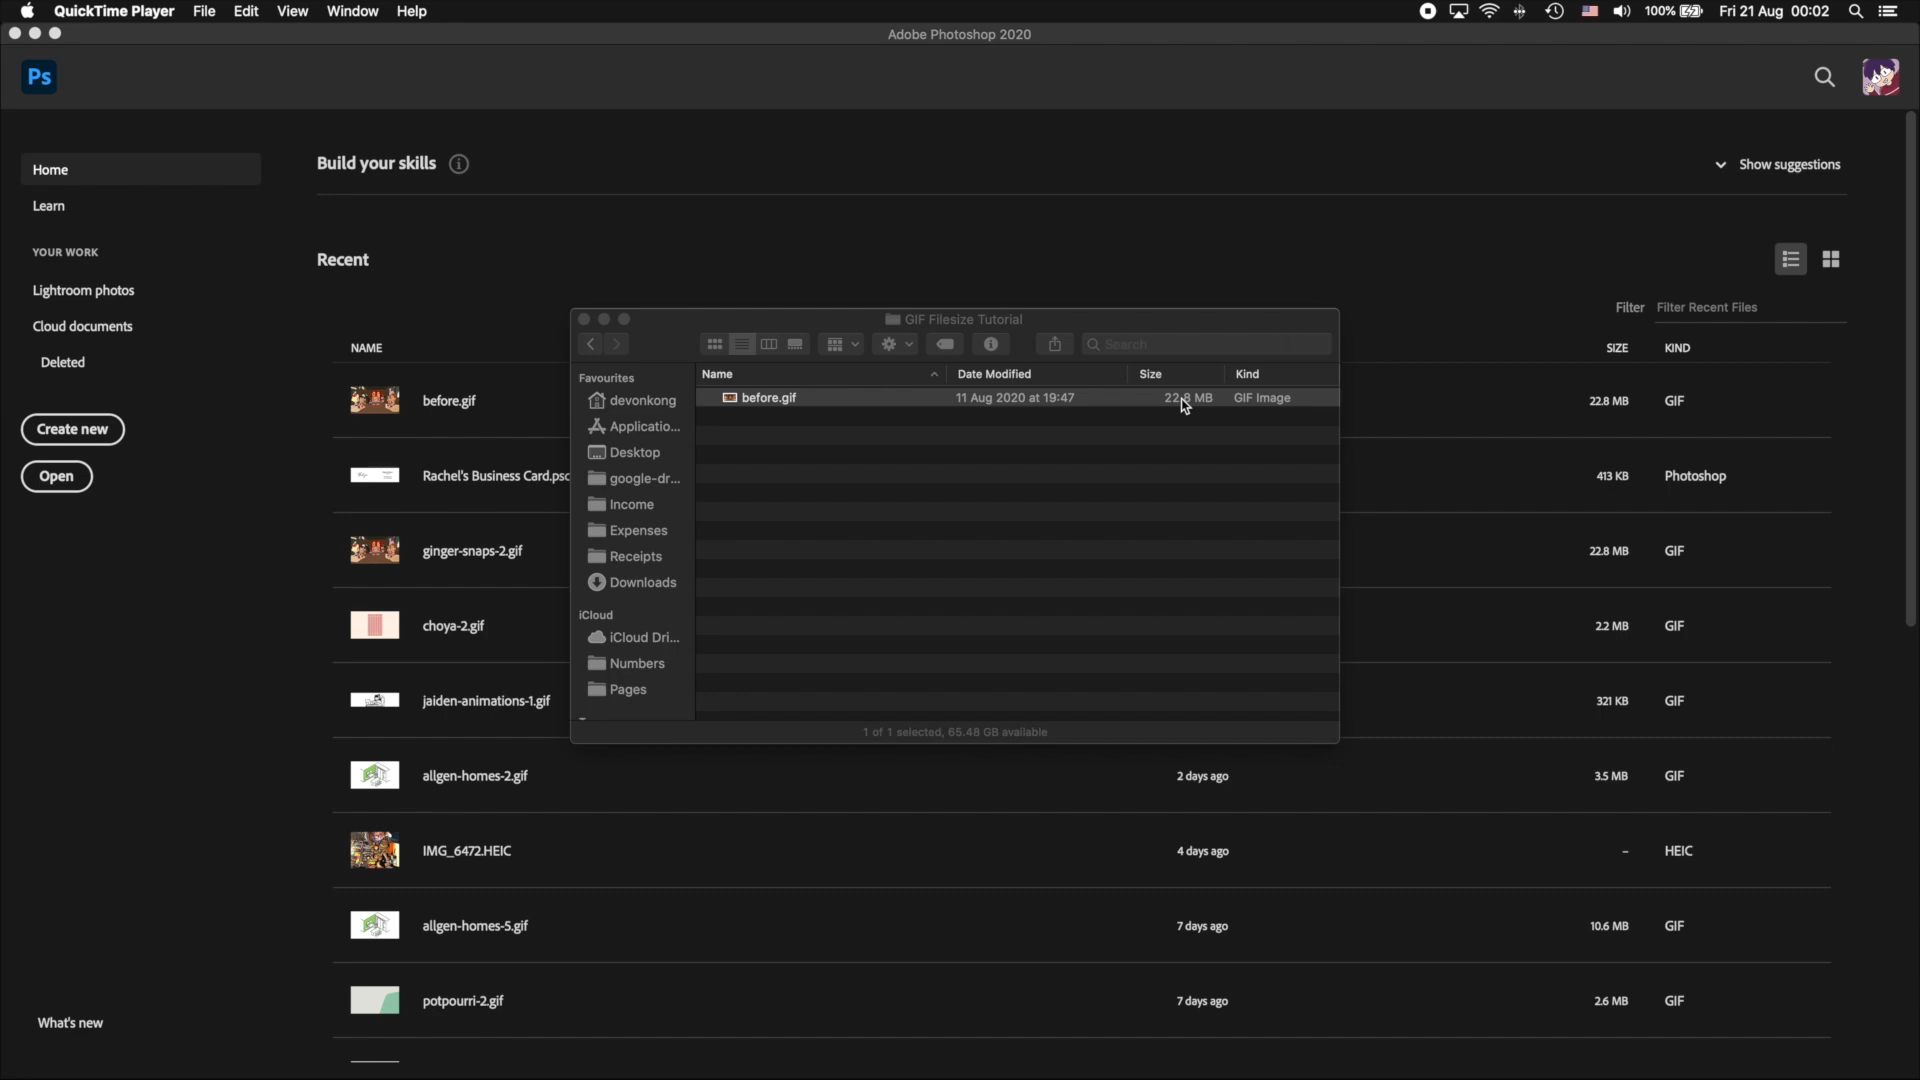 QuickTime Player File Edit View Window Help 100% Fri 21 Aug 00:02
Adobe Photoshop 2020
Ps
Home
Learn
YOUR WORK
Lightroom photos
Cloud documents
Deleted
Create new
Open
What's new
Build your skills
Show suggestions
Recent
Filter Filter Recent Files
NAME SIZE KIND
before.gif 22.8 MB GIF
Rachel's Business Card.psd 413 KB Photoshop
ginger-snaps-2.gif 22.8 MB GIF
choya-2.gif 2.2 MB GIF
jaiden-animations-1.gif 321 KB GIF
allgen-homes-2.gif 2 days ago 3.5 MB GIF
IMG_6472.HEIC 4 days ago – HEIC
allgen-homes-5.gif 7 days ago 10.6 MB GIF
potpourri-2.gif 7 days ago 2.6 MB GIF
GIF Filesize Tutorial
Search
Favourites
devonkong
Applicatio...
Desktop
google-dr...
Income
Expenses
Receipts
Downloads
iCloud
iCloud Dri...
Numbers
Pages
Name Date Modified Size Kind
before.gif 11 Aug 2020 at 19:47 22.8 MB GIF Image
1 of 1 selected, 65.48 GB available